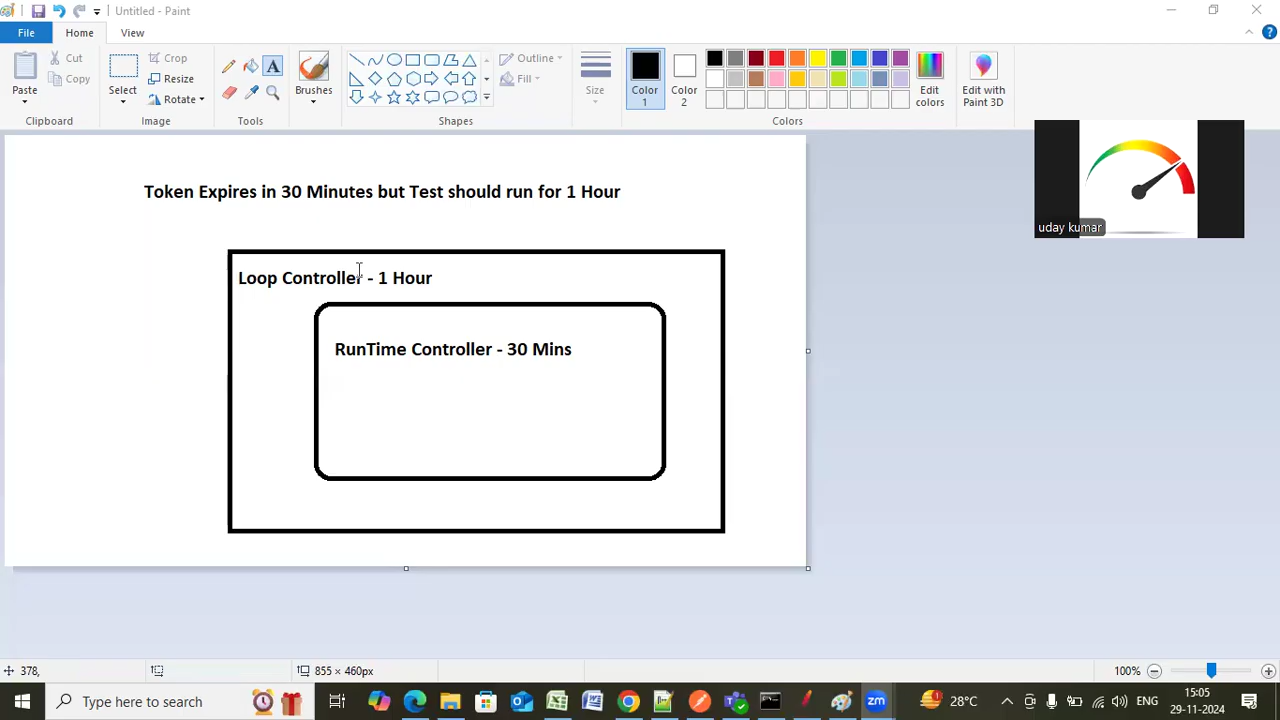 Untitled - Paint
File
Home
View
Paste
Cut
Copy
Clipboard
Select
Crop
Resize
Rotate
Image
A
Tools
Brushes
Shapes
Outline
Fill
Size
Color 1
Color 2
Colors
Edit colors
Edit with Paint 3D
Token Expires in 30 Minutes but Test should run for 1 Hour
Loop Controller - 1 Hour
RunTime Controller - 30 Mins
uday kumar
378,
855 × 460px
100%
Type here to search
zm
28°C
ENG
15:05
29-11-2024